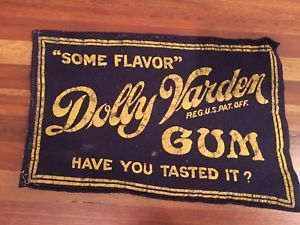 "SOME FLAVOR"
Dolly Varden
REG.U.S.PAT.OFF.
GUM
HAVE YOU TASTED IT?